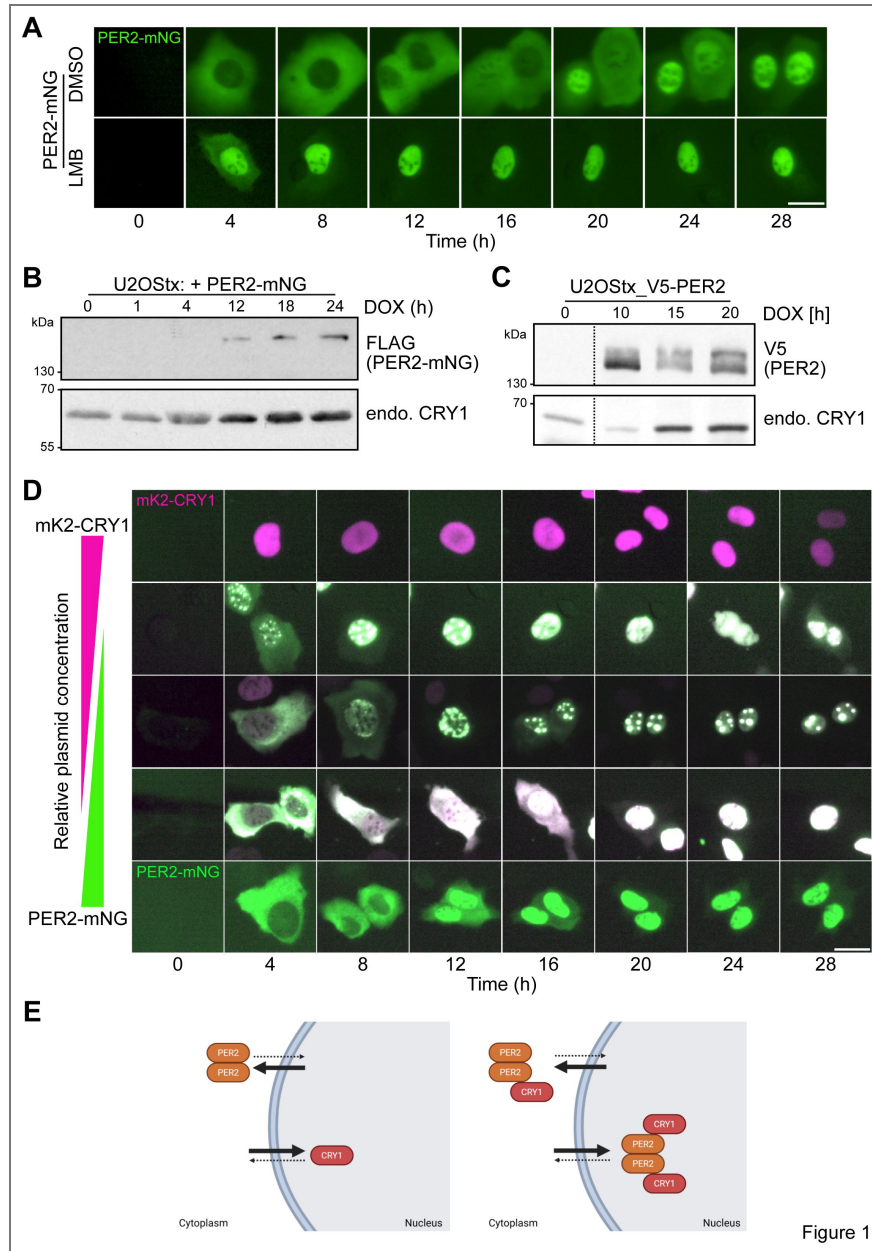 A
PER2-mNG
PER2-mNG
DMSO
LMB
0 4 8 12 16 20 24 28
Time (h)
B
U2OStx: + PER2-mNG
0 1 4 12 18 24 DOX (h)
kDa
130
FLAG
(PER2-mNG)
70
55
endo. CRY1
C
U2OStx_V5-PER2
0 10 15 20 DOX [h]
kDa
130
V5
(PER2)
70
endo. CRY1
D
mK2-CRY1
mK2-CRY1
Relative plasmid concentration
PER2-mNG
PER2-mNG
0 4 8 12 16 20 24 28
Time (h)
E
PER2
PER2
CRY1
Cytoplasm
Nucleus
PER2
PER2
CRY1
CRY1
PER2
PER2
CRY1
Cytoplasm
Nucleus
Figure 1